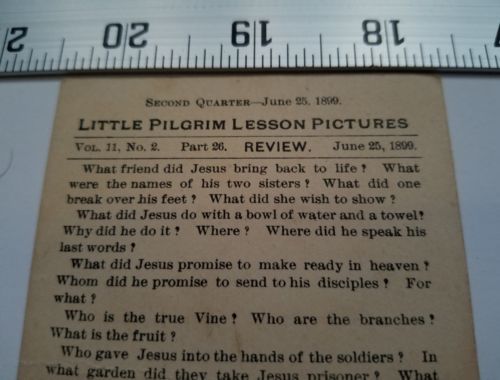 2 20 19 18
SECOND QUARTER—June 25, 1899.
LITTLE PILGRIM LESSON PICTURES
VOL. 11, No. 2. Part 26. REVIEW. June 25, 1899.
What friend did Jesus bring back to life? What
were the names of his two sisters? What did one
break over his feet? What did she wish to show?
What did Jesus do with a bowl of water and a towel?
Why did he do it? Where? Where did he speak his
last words?
What did Jesus promise to make ready in heaven?
Whom did he promise to send to his disciples? For
what?
Who is the true Vine? Who are the branches?
What is the fruit?
Who gave Jesus into the hands of the soldiers? In
what garden did they take Jesus prisoner? What